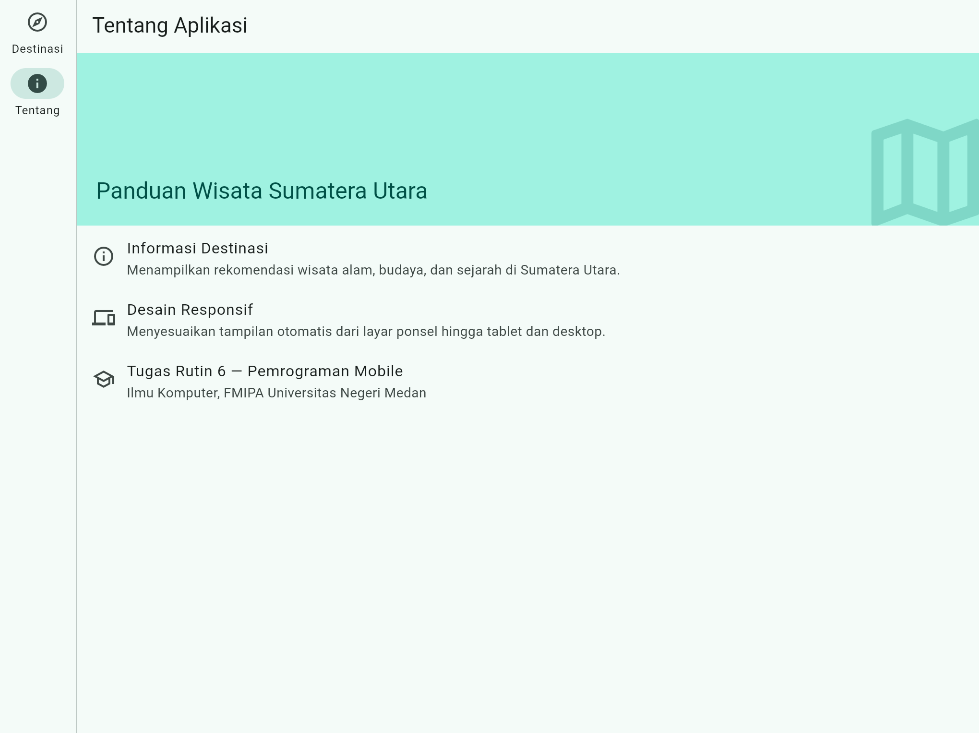 Destinasi
Tentang
Tentang Aplikasi
Panduan Wisata Sumatera Utara
Informasi Destinasi
Menampilkan rekomendasi wisata alam, budaya, dan sejarah di Sumatera Utara.
Desain Responsif
Menyesuaikan tampilan otomatis dari layar ponsel hingga tablet dan desktop.
Tugas Rutin 6 — Pemrograman Mobile
Ilmu Komputer, FMIPA Universitas Negeri Medan